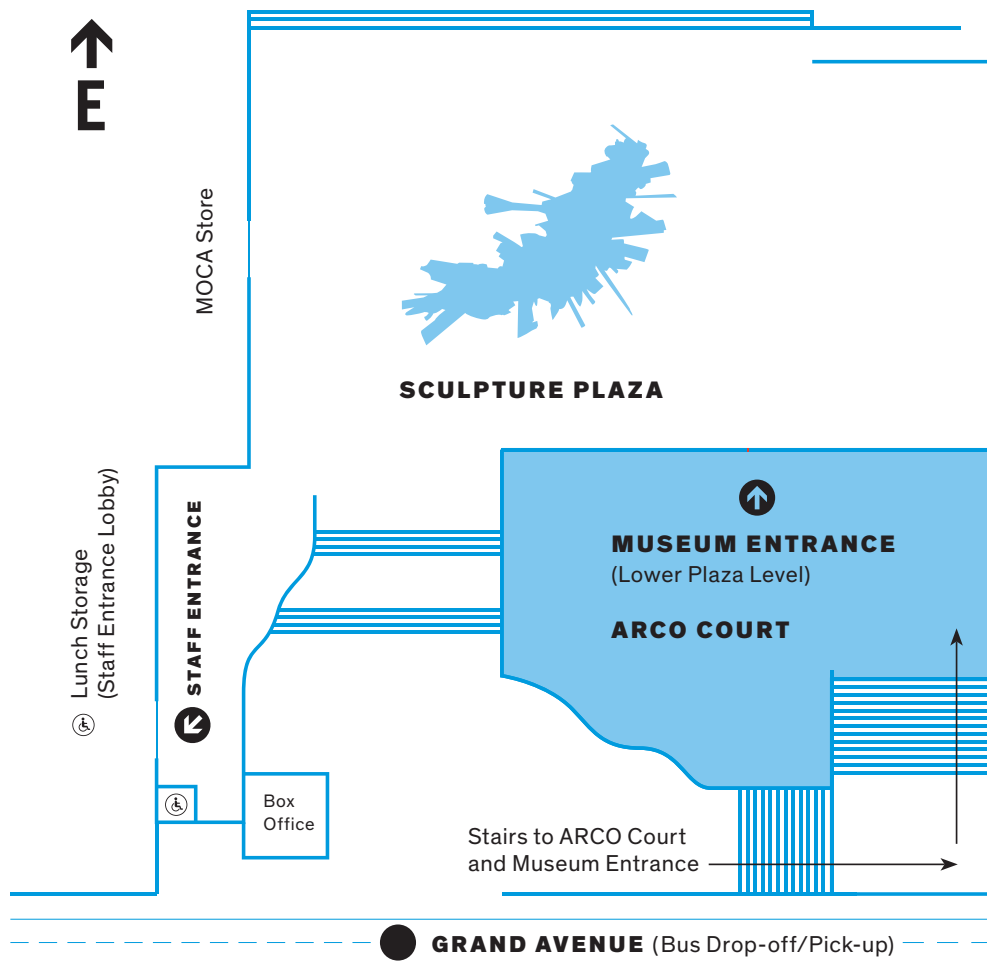 E
MOCA Store
SCULPTURE PLAZA
Lunch Storage
(Staff Entrance Lobby)
STAFF ENTRANCE
MUSEUM ENTRANCE
(Lower Plaza Level)
ARCO COURT
Box
Office
Stairs to ARCO Court
and Museum Entrance
GRAND AVENUE (Bus Drop-off/Pick-up)